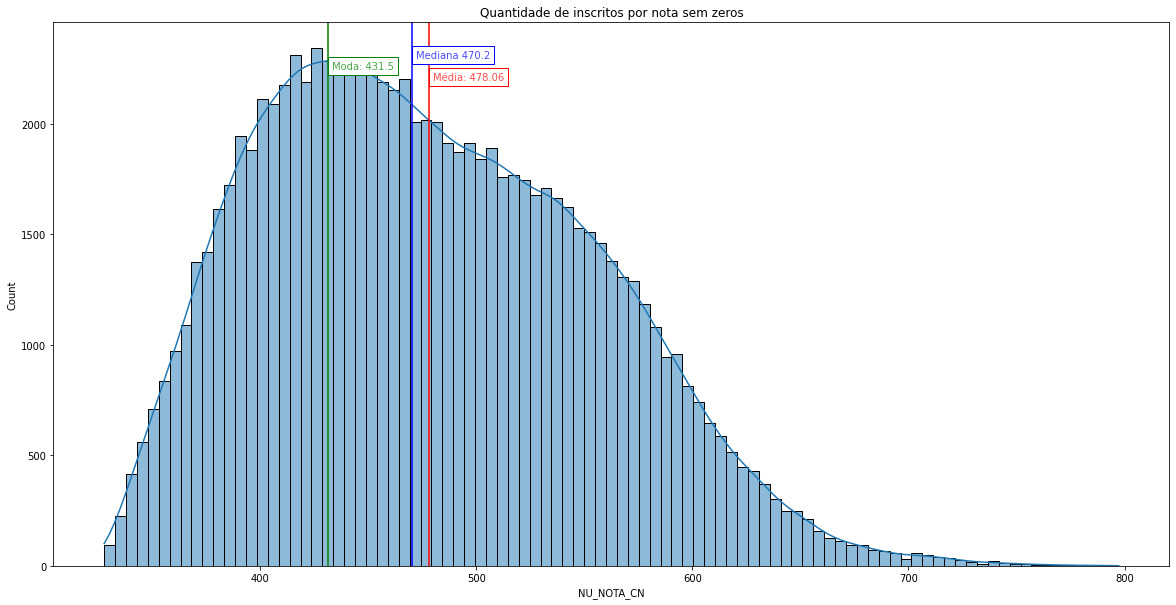 Quantidade de inscritos por nota sem zeros
Mediana 470.2
Moda: 431.5
Média: 478.06
2000
1500
1000
500
0
Count
400
500
600
700
800
NU_NOTA_CN